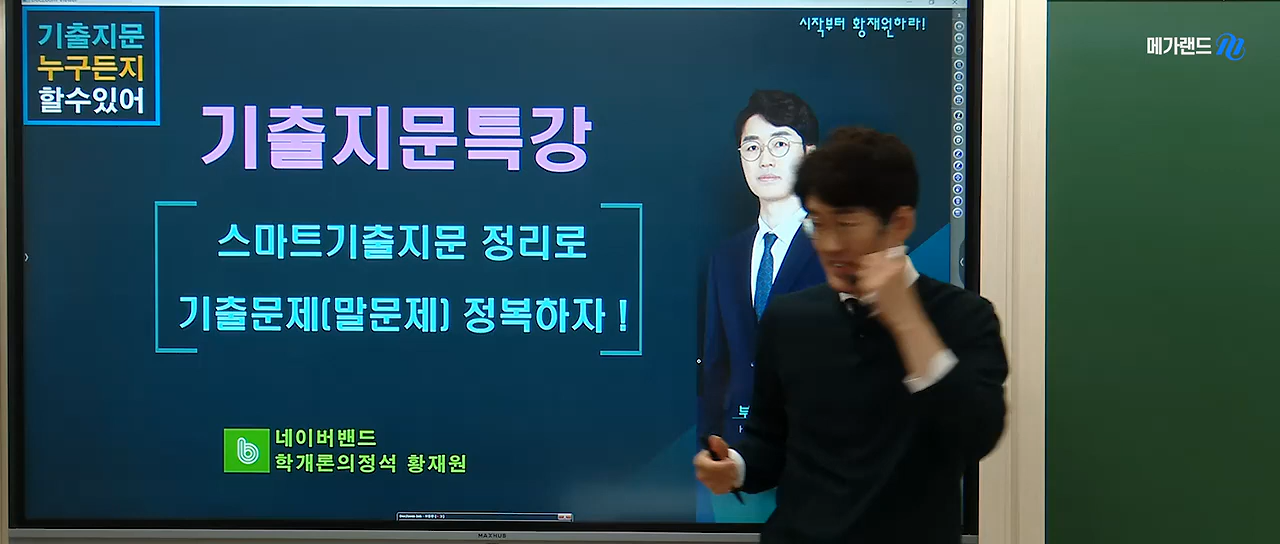 기출지문
누구든지
할수있어
시작부터 황재원하라!
메가랜드
기출지문특강
스마트기출지문 정리로
기출문제(말문제) 정복하자 !
네이버밴드
학개론의정석 황재원
MAXHUB